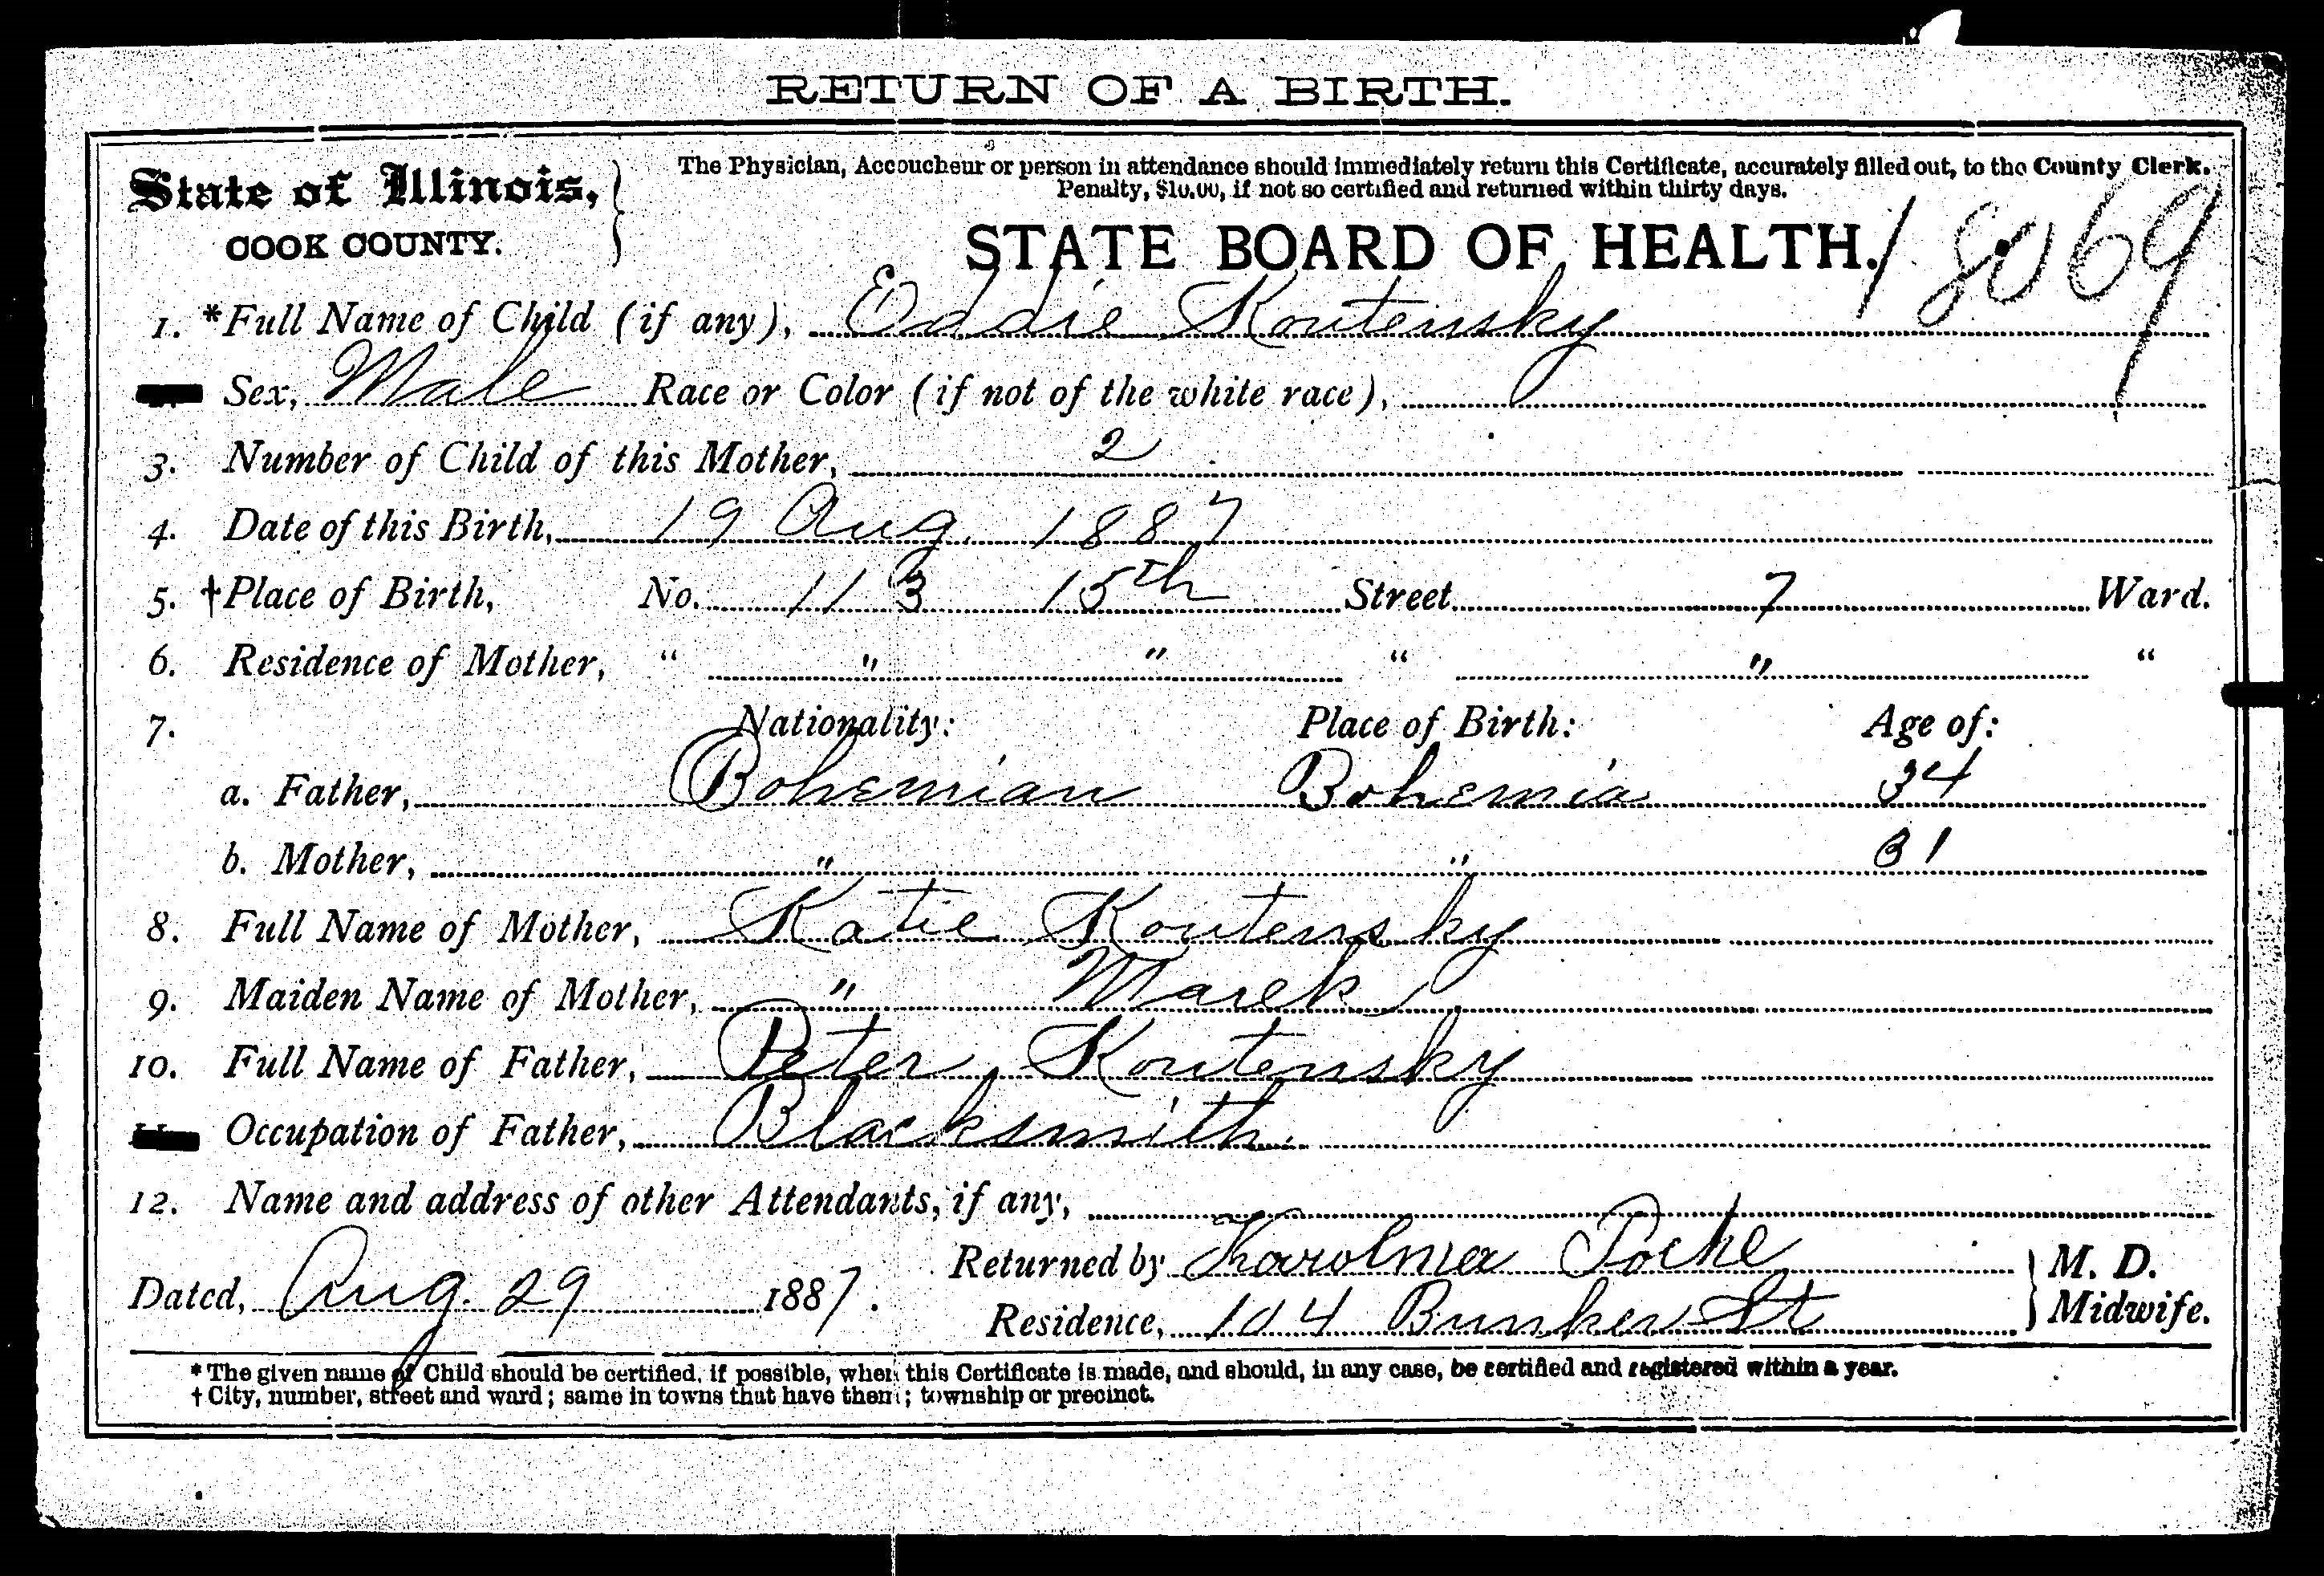 RETURN OF A BIRTH.
State of Illinois,
COOK COUNTY.
The Physician, Accoucheur or person in attendance should immediately return this Certificate, accurately filled out, to the County Clerk.
Penalty, $10.00, if not so certified and returned within thirty days.
STATE BOARD OF HEALTH.
18069
1. *Full Name of Child (if any), Eddie Koutensky
Sex, Male Race or Color (if not of the white race),
3. Number of Child of this Mother, 2
4. Date of this Birth, 19 Aug. 1887
5. †Place of Birth, No. 113 15th Street 7 Ward.
6. Residence of Mother, " " " " " "
7. Nationality: Place of Birth: Age of:
a. Father, Bohemian Bohemia 34
b. Mother, " " 31
8. Full Name of Mother, Katie Koutensky
9. Maiden Name of Mother, " Marek
10. Full Name of Father, Peter Koutensky
Occupation of Father, Blacksmith.
12. Name and address of other Attendants, if any,
Returned by Karolina M. D.
Dated, Aug. 29 1887.
Residence, 104 Bunker St Midwife.
* The given name of Child should be certified, if possible, when this Certificate is made, and should, in any case, be certified and registered within a year.
† City, number, street and ward; same in towns that have them; township or precinct.